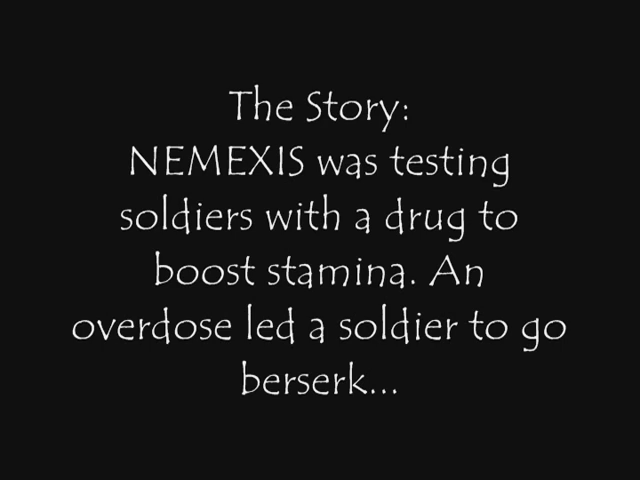 The Story:
NEMEXIS was testing
soldiers with a drug to
boost stamina. An
overdose led a soldier to go
berserk...